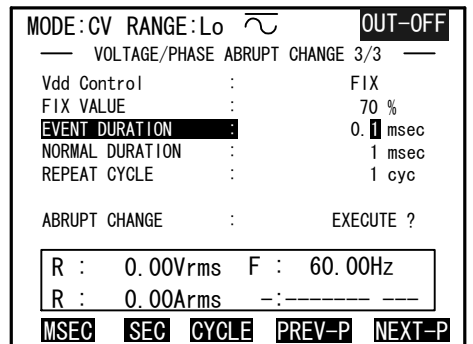 MODE:CV RANGE:Lo OUT-OFF
VOLTAGE/PHASE ABRUPT CHANGE 3/3
Vdd Control : FIX
FIX VALUE : 70 %
EVENT DURATION : 0.1 msec
NORMAL DURATION : 1 msec
REPEAT CYCLE : 1 cyc
ABRUPT CHANGE : EXECUTE ?
R : 0.00Vrms F : 60.00Hz
R : 0.00Arms -:------- ---
MSEC SEC CYCLE PREV-P NEXT-P